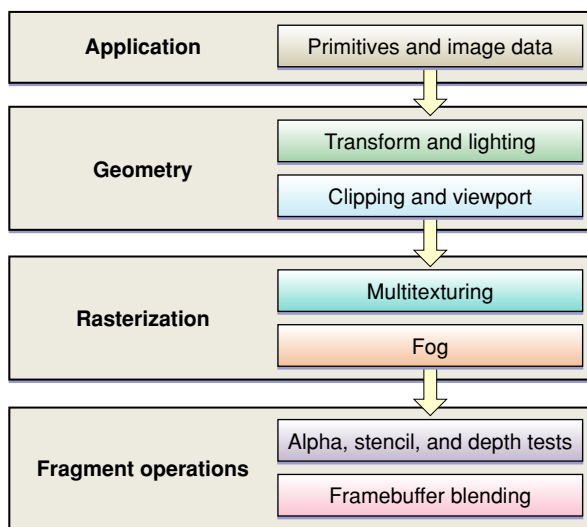 Application
Primitives and image data
Geometry
Transform and lighting
Clipping and viewport
Rasterization
Multitexturing
Fog
Fragment operations
Alpha, stencil, and depth tests
Framebuffer blending